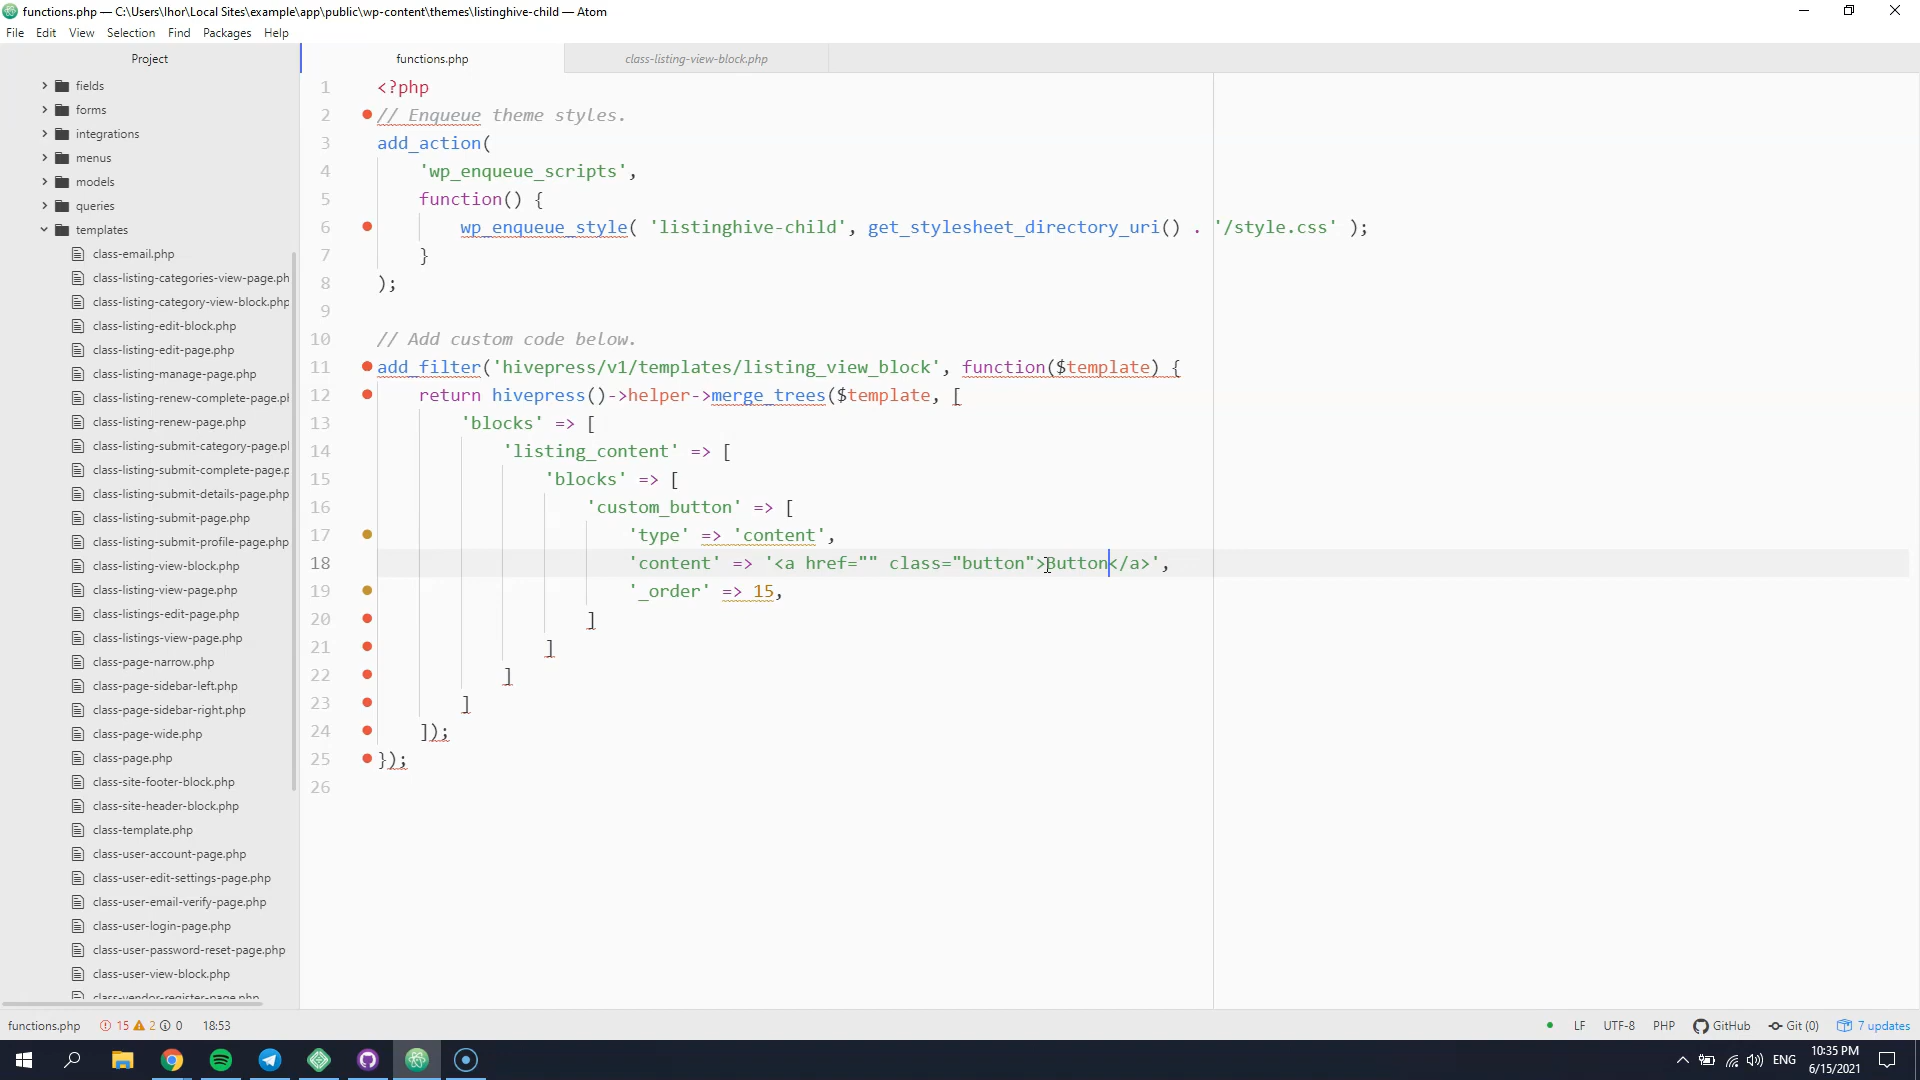 functions.php — C:\Users\Ihor\Local Sites\example\app\public\wp-content\themes\listinghive-child — Atom
File Edit View Selection Find Packages Help
Project
fields
forms
integrations
menus
models
queries
templates
class-email.php
class-listing-categories-view-page.ph
class-listing-category-view-block.php
class-listing-edit-block.php
class-listing-edit-page.php
class-listing-manage-page.php
class-listing-renew-complete-page.ph
class-listing-renew-page.php
class-listing-submit-category-page.pl
class-listing-submit-complete-page.p
class-listing-submit-details-page.php
class-listing-submit-page.php
class-listing-submit-profile-page.php
class-listing-view-block.php
class-listing-view-page.php
class-listings-edit-page.php
class-listings-view-page.php
class-page-narrow.php
class-page-sidebar-left.php
class-page-sidebar-right.php
class-page-wide.php
class-page.php
class-site-footer-block.php
class-site-header-block.php
class-template.php
class-user-account-page.php
class-user-edit-settings-page.php
class-user-email-verify-page.php
class-user-login-page.php
class-user-password-reset-page.php
class-user-view-block.php
class-vendor-register-page.php
functions.php class-listing-view-block.php
1 <?php
2 // Enqueue theme styles.
3 add_action(
4 'wp_enqueue_scripts',
5 function() {
6 wp_enqueue_style( 'listinghive-child', get_stylesheet_directory_uri() . '/style.css' );
7 }
8 );
9
10 // Add custom code below.
11 add_filter('hivepress/v1/templates/listing_view_block', function($template) {
12 return hivepress()->helper->merge_trees($template, [
13 'blocks' => [
14 'listing_content' => [
15 'blocks' => [
16 'custom_button' => [
17 'type' => 'content',
18 'content' => '<a href="" class="button">Button</a>',
19 '_order' => 15,
20 ]
21 ]
22 ]
23 ]
24 ]);
25 });
26
functions.php 15 2 0 18:53 LF UTF-8 PHP GitHub Git (0) 7 updates
ENG 10:35 PM
6/15/2021